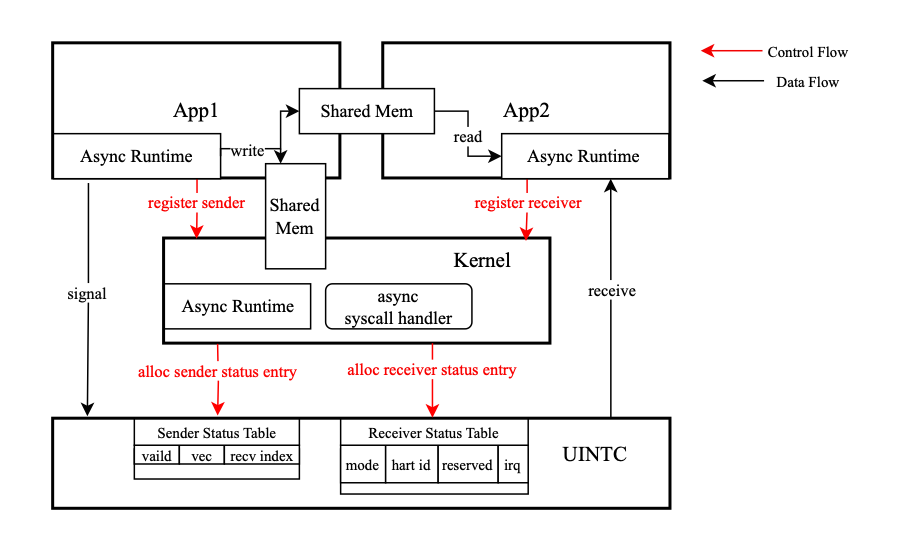 Control Flow
Data Flow
App1
Shared Mem
App2
Async Runtime
write
read
Async Runtime
register sender
Shared
Mem
register receiver
Kernel
signal
receive
Async Runtime
async
syscall handler
alloc sender status entry
alloc receiver status entry
Sender Status Table
vaild
vec
recv index
Receiver Status Table
mode
hart id
reserved
irq
UINTC